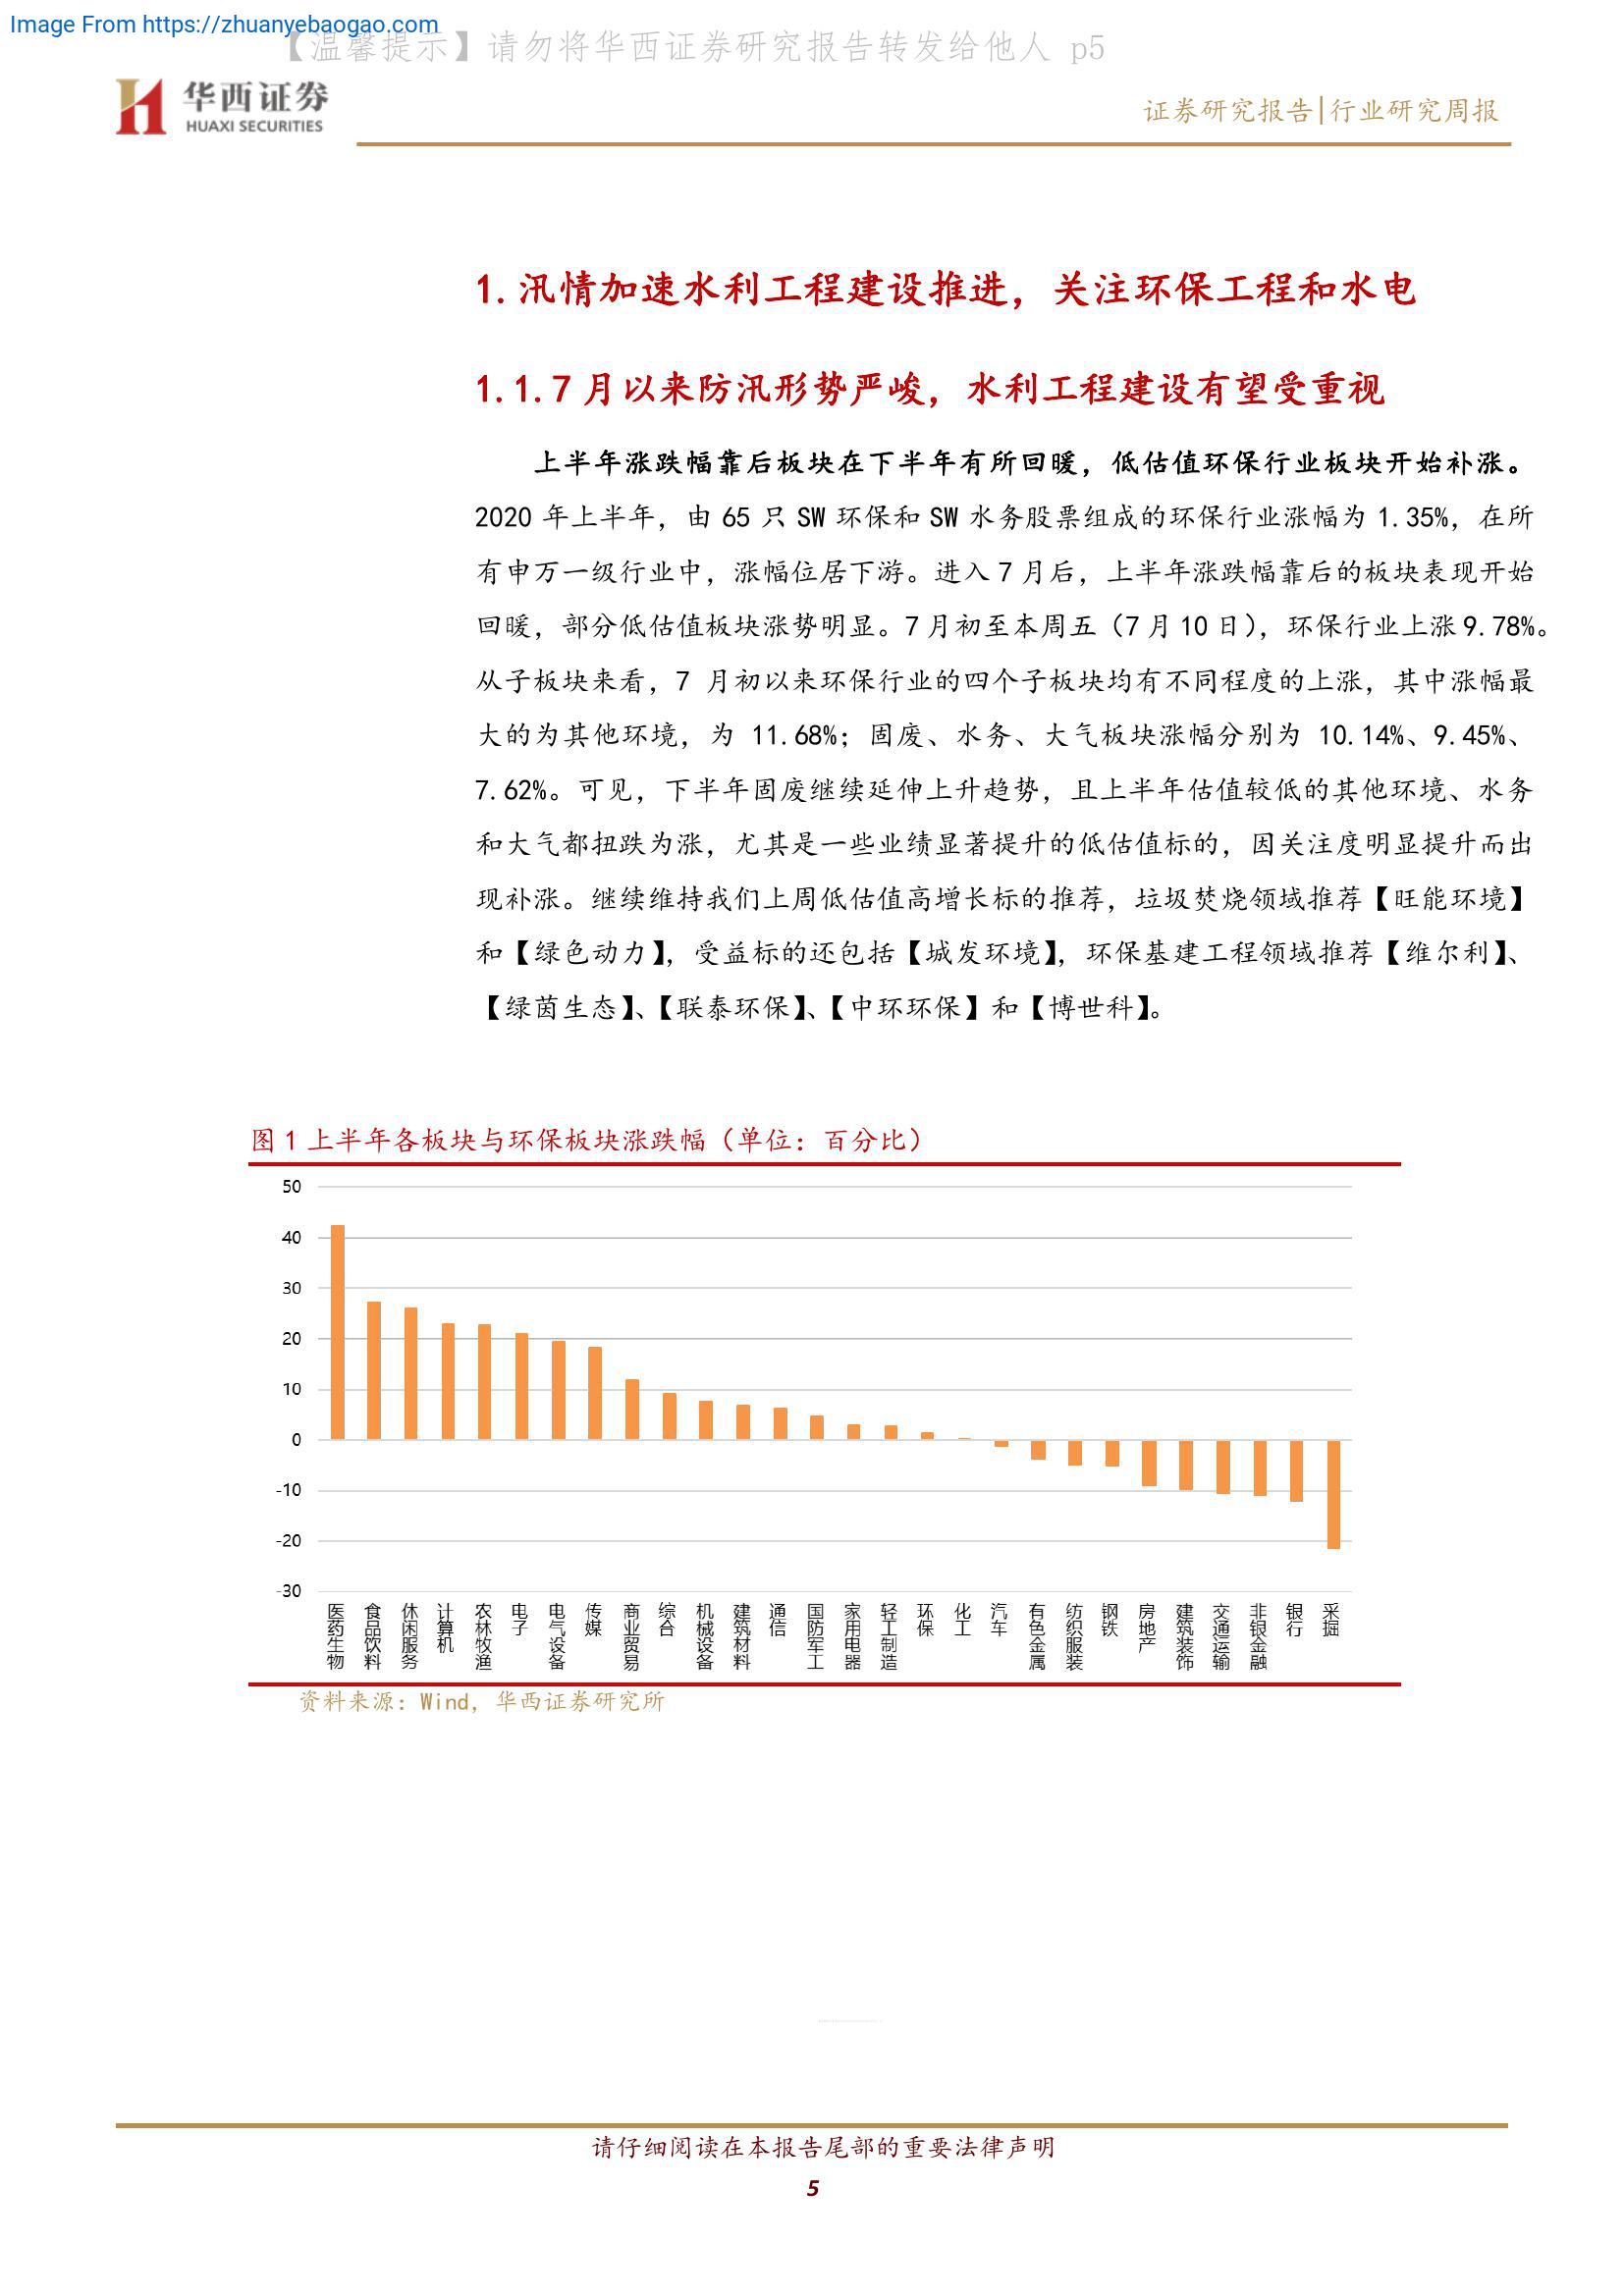 Image From https://zhuanyebaogao.com
【温馨提示】请勿将华西证券研究报告转发给他人 p5
华西证券
HUAXI SECURITIES
证券研究报告|行业研究周报
1. 汛情加速水利工程建设推进，关注环保工程和水电
1.1. 7 月以来防汛形势严峻，水利工程建设有望受重视
上半年涨跌幅靠后板块在下半年有所回暖，低估值环保行业板块开始补涨。
2020 年上半年，由 65 只 SW 环保和 SW 水务股票组成的环保行业涨幅为 1.35%，在所
有申万一级行业中，涨幅位居下游。进入 7 月后，上半年涨跌幅靠后的板块表现开始
回暖，部分低估值板块涨势明显。7 月初至本周五（7 月 10 日），环保行业上涨 9.78%。
从子板块来看，7 月初以来环保行业的四个子板块均有不同程度的上涨，其中涨幅最
大的为其他环境，为 11.68%；固废、水务、大气板块涨幅分别为 10.14%、9.45%、
7.62%。可见，下半年固废继续延伸上升趋势，且上半年估值较低的其他环境、水务
和大气都扭跌为涨，尤其是一些业绩显著提升的低估值标的，因关注度明显提升而出
现补涨。继续维持我们上周低估值高增长标的推荐，垃圾焚烧领域推荐【旺能环境】
和【绿色动力】，受益标的还包括【城发环境】，环保基建工程领域推荐【维尔利】、
【绿茵生态】、【联泰环保】、【中环环保】和【博世科】。
图 1 上半年各板块与环保板块涨跌幅（单位：百分比）
50
40
30
20
10
0
-10
-20
-30
医药生物
食品饮料
休闲服务
计算机
农林牧渔
电子
电气设备
传媒
商业贸易
综合
机械设备
建筑材料
通信
国防军工
家用电器
轻工制造
环保
化工
汽车
有色金属
纺织服装
钢铁
房地产
建筑装饰
交通运输
非银金融
银行
采掘
资料来源：Wind，华西证券研究所
请仔细阅读在本报告尾部的重要法律声明
5